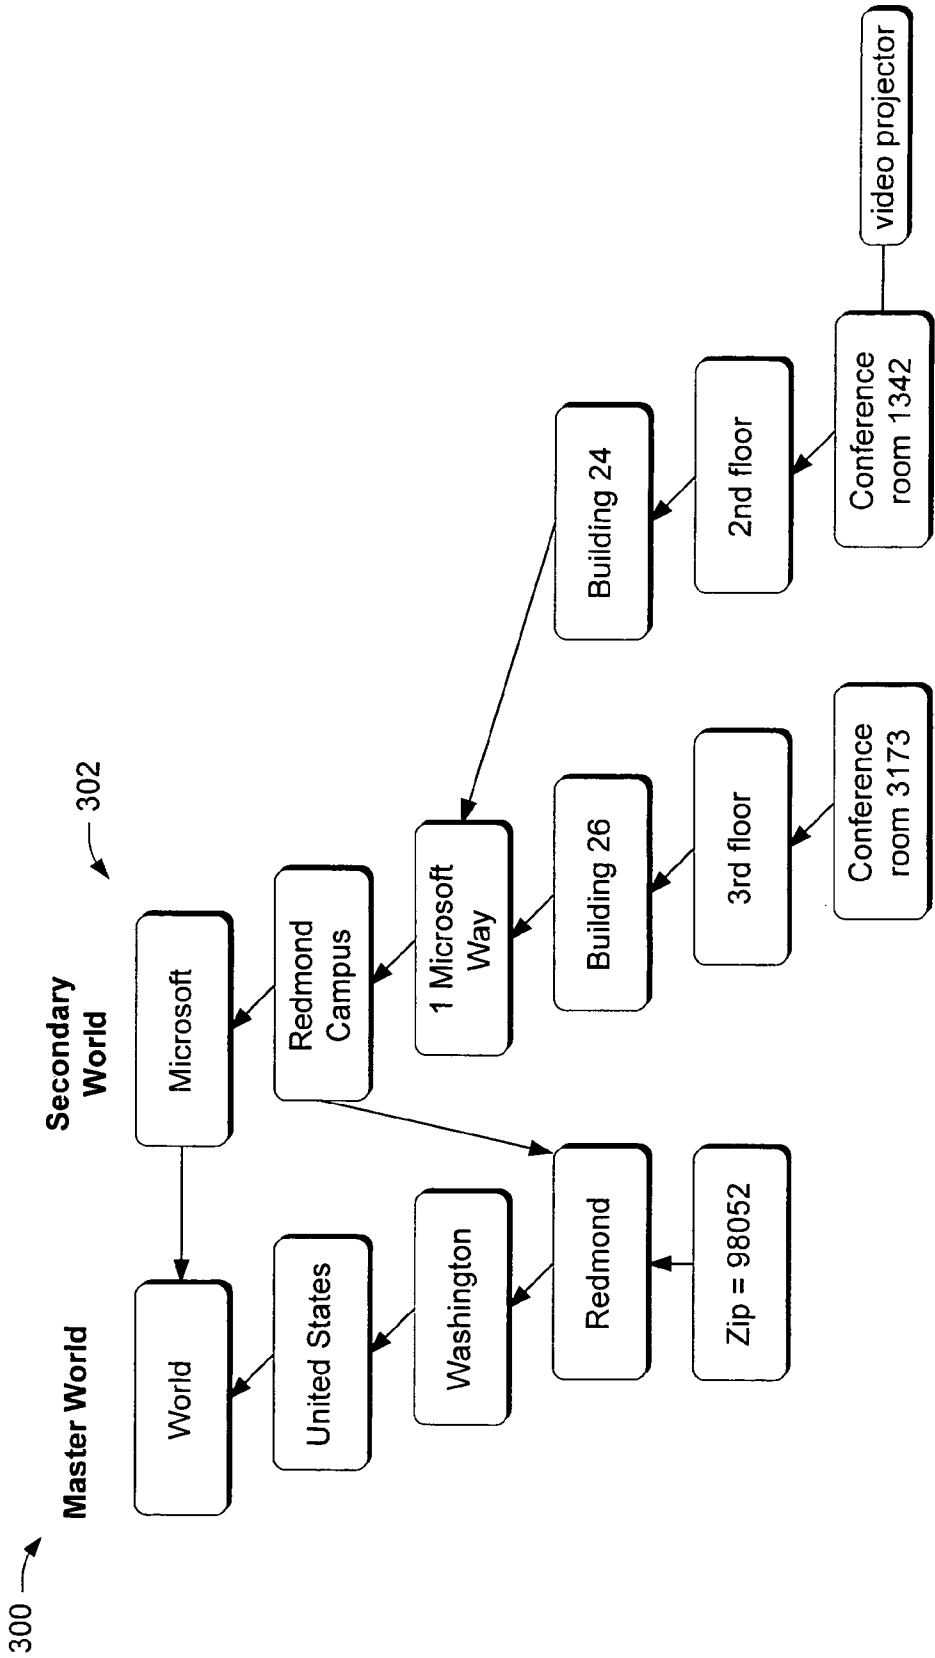 300
Master World
Secondary
World
302
World
Microsoft
United States
Redmond
Campus
Washington
1 Microsoft
Way
Redmond
Building 26
Building 24
Zip = 98052
3rd floor
2nd floor
Conference
room 3173
Conference
room 1342
video projector